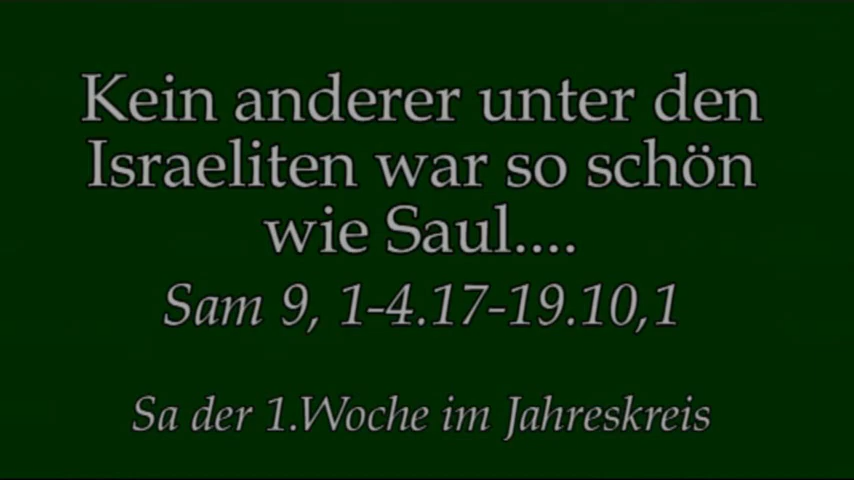 Kein anderer unter den
Israeliten war so schön
wie Saul....
Sam 9, 1-4.17-19.10,1
Sa der 1.Woche im Jahreskreis